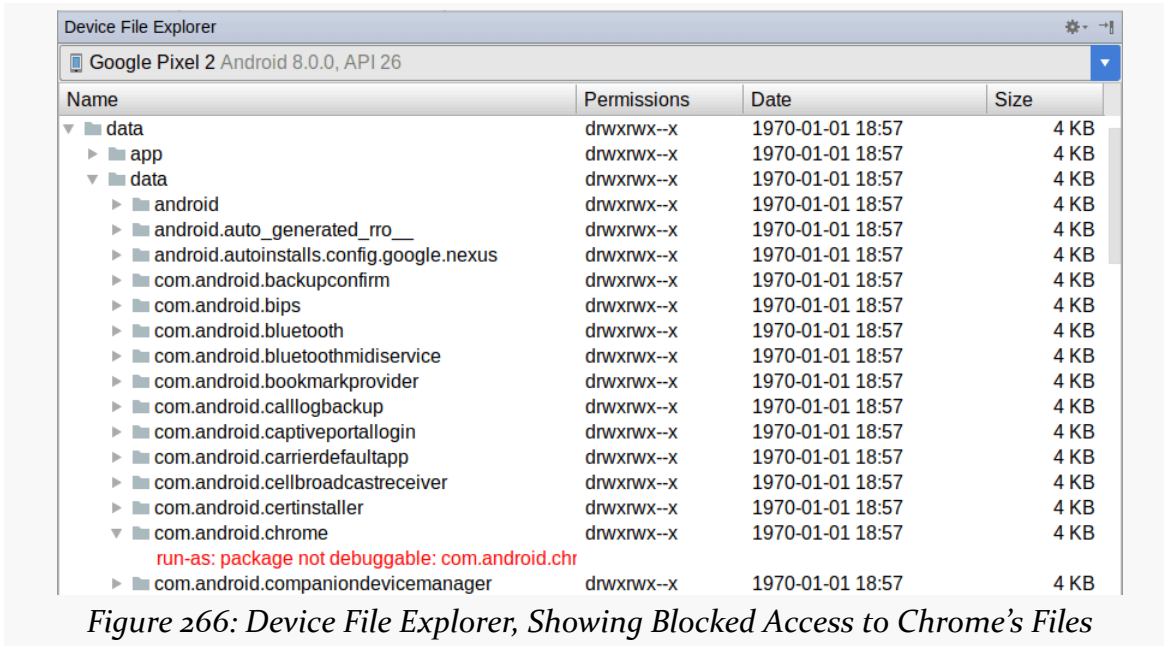 Device File Explorer
Google Pixel 2 Android 8.0.0, API 26
Name Permissions Date Size
data drwxrwx--x 1970-01-01 18:57 4 KB
app drwxrwx--x 1970-01-01 18:57 4 KB
data drwxrwx--x 1970-01-01 18:57 4 KB
android drwxrwx--x 1970-01-01 18:57 4 KB
android.auto_generated_rro__ drwxrwx--x 1970-01-01 18:57 4 KB
android.autoinstalls.config.google.nexus drwxrwx--x 1970-01-01 18:57 4 KB
com.android.backupconfirm drwxrwx--x 1970-01-01 18:57 4 KB
com.android.bips drwxrwx--x 1970-01-01 18:57 4 KB
com.android.bluetooth drwxrwx--x 1970-01-01 18:57 4 KB
com.android.bluetoothmidiservice drwxrwx--x 1970-01-01 18:57 4 KB
com.android.bookmarkprovider drwxrwx--x 1970-01-01 18:57 4 KB
com.android.calllogbackup drwxrwx--x 1970-01-01 18:57 4 KB
com.android.captiveportallogin drwxrwx--x 1970-01-01 18:57 4 KB
com.android.carrierdefaultapp drwxrwx--x 1970-01-01 18:57 4 KB
com.android.cellbroadcastreceiver drwxrwx--x 1970-01-01 18:57 4 KB
com.android.certinstaller drwxrwx--x 1970-01-01 18:57 4 KB
com.android.chrome drwxrwx--x 1970-01-01 18:57 4 KB
run-as: package not debuggable: com.android.chr
com.android.companiondevicemanager drwxrwx--x 1970-01-01 18:57 4 KB
Figure 266: Device File Explorer, Showing Blocked Access to Chrome's Files